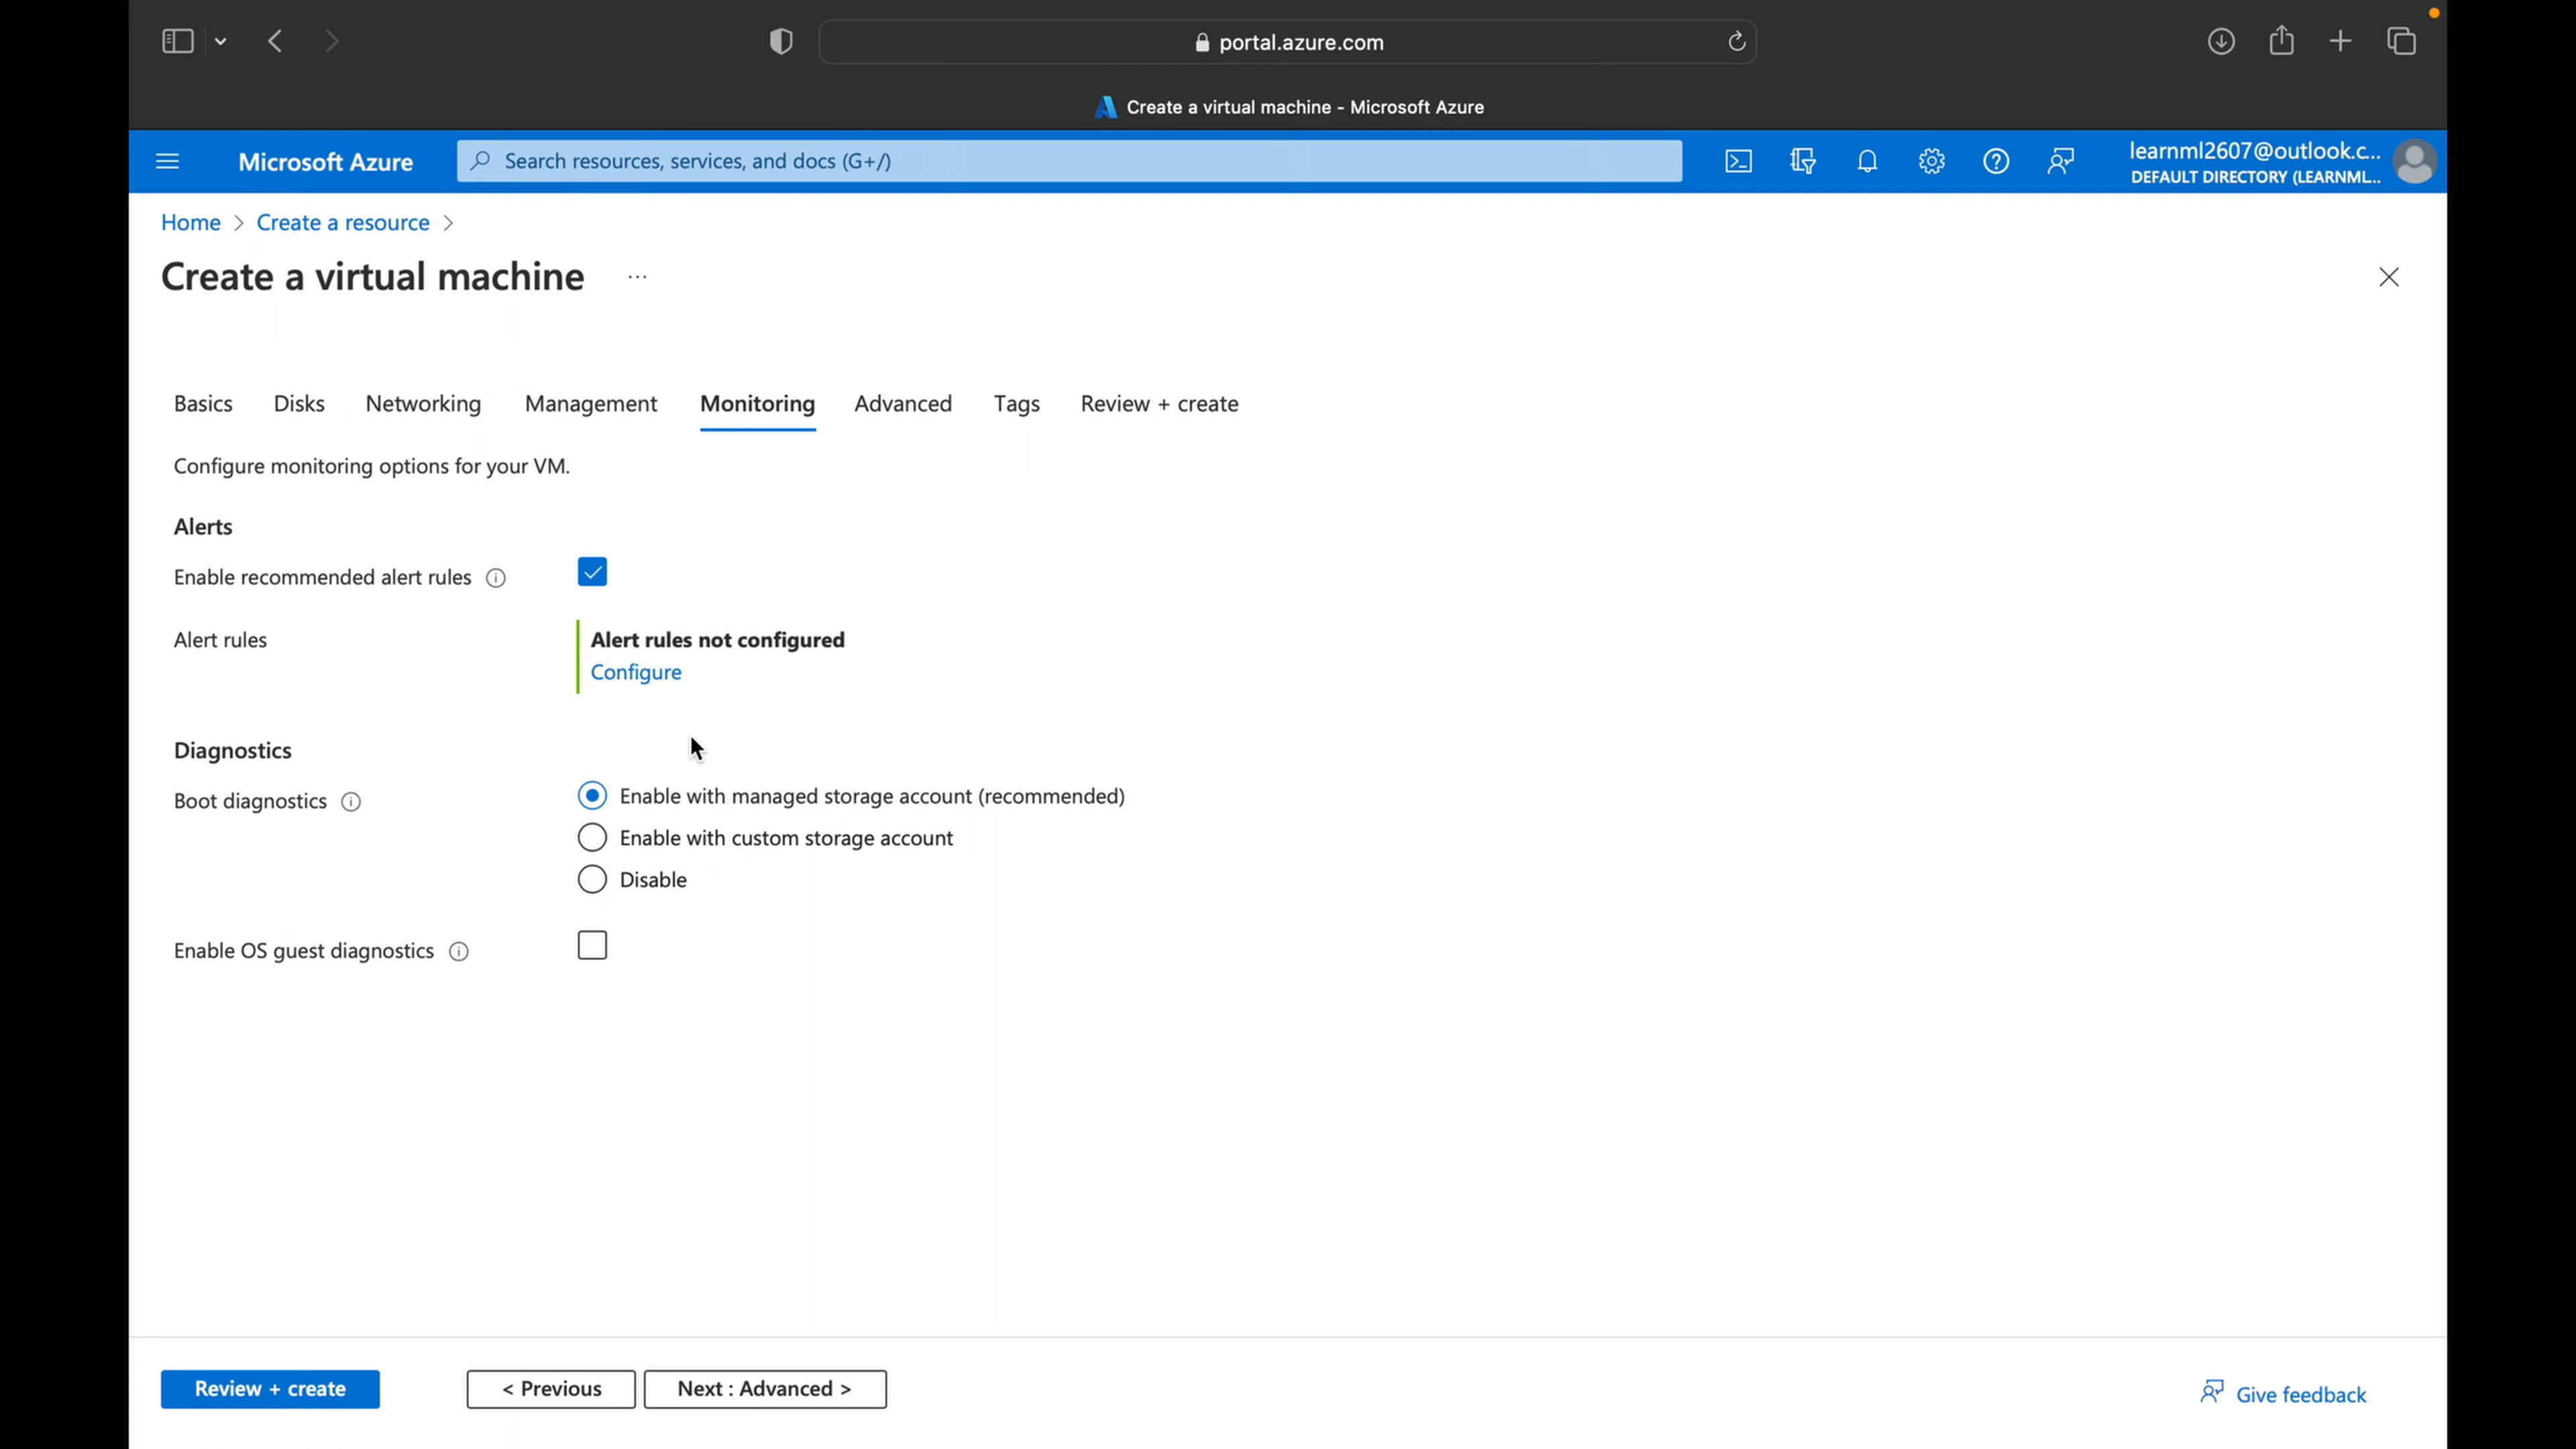 portal.azure.com
Create a virtual machine - Microsoft Azure
Microsoft Azure
Search resources, services, and docs (G+/)
learnml2607@outlook.c...
DEFAULT DIRECTORY (LEARNML...
Home > Create a resource >
Create a virtual machine ...
Basics Disks Networking Management Monitoring Advanced Tags Review + create
Configure monitoring options for your VM.
Alerts
Enable recommended alert rules
Alert rules
Alert rules not configured
Configure
Diagnostics
Boot diagnostics
Enable with managed storage account (recommended)
Enable with custom storage account
Disable
Enable OS guest diagnostics
Review + create
< Previous
Next : Advanced >
Give feedback